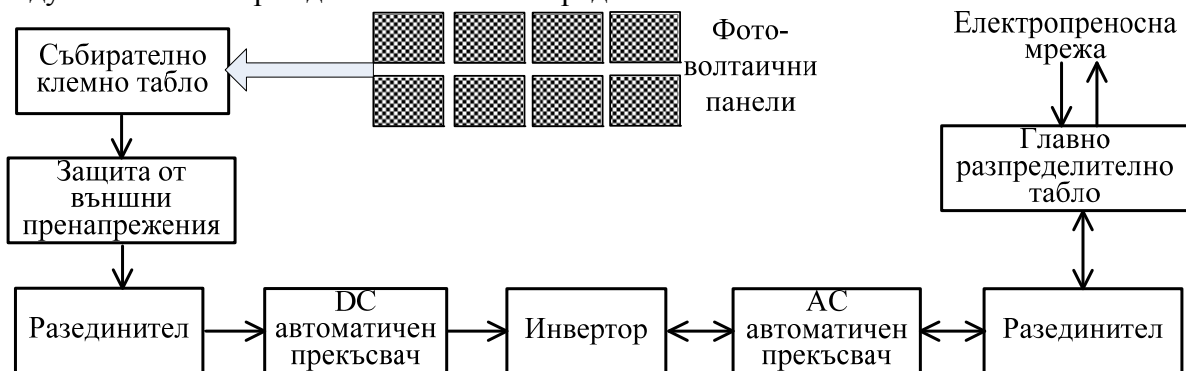 Събирателно
клемно табло
Фото-
волтаични
панели
Електропреносна
мрежа
Защита от
външни
пренапрежения
Главно
разпределително
табло
Разединител
DC
автоматичен
прекъсвач
Инвертор
AC
автоматичен
прекъсвач
Разединител